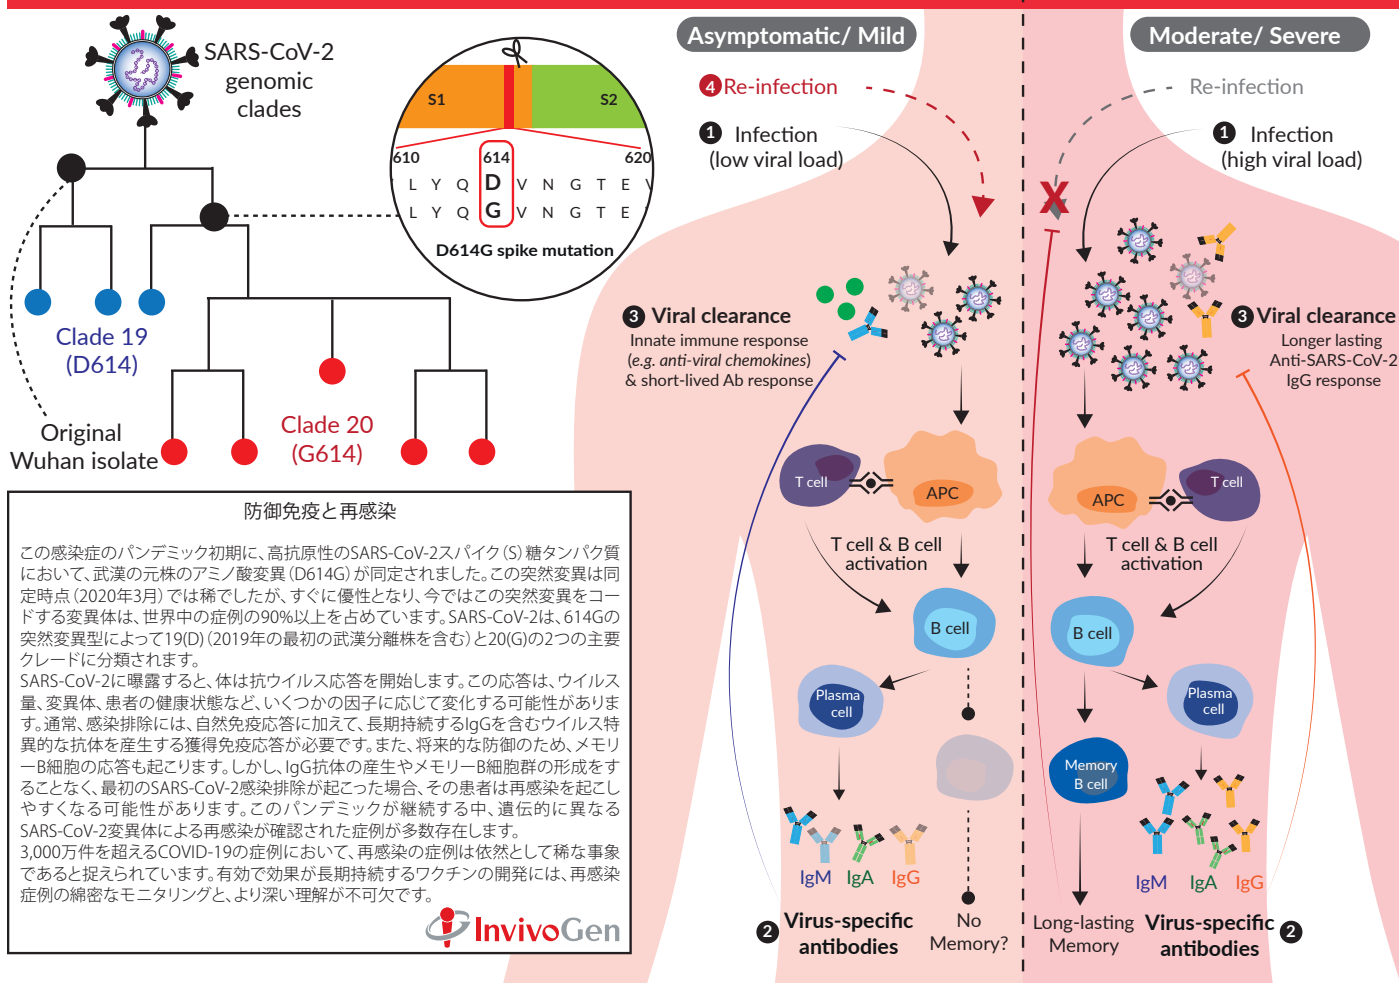 SARS-CoV-2
genomic
clades
S1
S2
610
614
620
L Y Q D V N G T E V
L Y Q G V N G T E
D614G spike mutation
Clade 19
(D614)
Clade 20
(G614)
Original
Wuhan isolate
防御免疫と再感染
この感染症のパンデミック初期に、高抗原性のSARS-CoV-2スパイク（S）糖タンパク質
において、武漢の元株のアミノ酸変異（D614G）が同定されました。この突然変異は同
定時点（2020年3月）では稀でしたが、すぐに優性となり、今ではこの突然変異をコー
ドする変異体は、世界中の症例の90%以上を占めています。SARS-CoV-2は、614Gの
突然変異型によって19(D)（2019年の最初の武漢分離株を含む）と20(G)の2つの主要
クレードに分類されます。
SARS-CoV-2に曝露すると、体は抗ウイルス応答を開始します。この応答は、ウイルス
量、変異体、患者の健康状態など、いくつかの因子に応じて変化する可能性がありま
す。通常、感染排除には、自然免疫応答に加えて、長期持続するIgGを含むウイルス特
異的な抗体を産生する獲得免疫応答が必要です。また、将来的な防御のため、メモリ
ーB細胞の応答も起こります。しかし、IgG抗体の産生やメモリーB細胞群の形成をす
ることなく、最初のSARS-CoV-2感染排除が起こった場合、その患者は再感染を起こし
やすくなる可能性があります。このパンデミックが継続する中、遺伝的に異なる
SARS-CoV-2変異体による再感染が確認された症例が多数存在します。
3,000万件を超えるCOVID-19の症例において、再感染の症例は依然として稀な事象
であると捉えられています。有効で効果が長期持続するワクチンの開発には、再感染
症例の綿密なモニタリングと、より深い理解が不可欠です。
InvivoGen
Asymptomatic/ Mild
4 Re-infection
1 Infection
(low viral load)
3 Viral clearance
Innate immune response
(e.g. anti-viral chemokines)
& short-lived Ab response
T cell
APC
T cell & B cell
activation
B cell
Plasma
cell
IgM IgA IgG
2 Virus-specific
antibodies
No
Memory?
Moderate/ Severe
Re-infection
1 Infection
(high viral load)
X
3 Viral clearance
Longer lasting
Anti-SARS-CoV-2
IgG response
APC
T cell
T cell & B cell
activation
B cell
Plasma
cell
Memory
B cell
IgM IgA IgG
Long-lasting
Memory
Virus-specific 2
antibodies